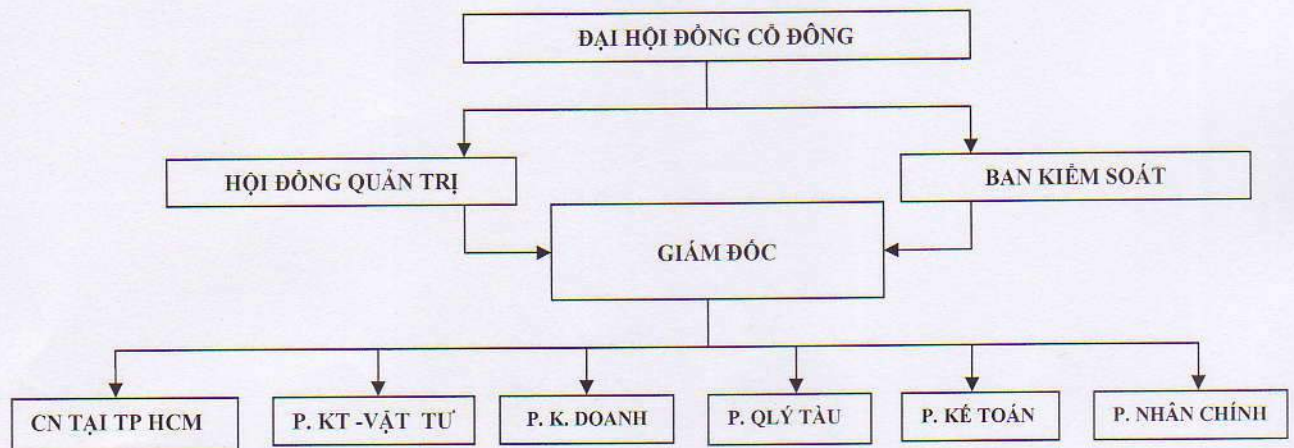 ĐẠI HỘI ĐỒNG CỔ ĐÔNG
HỘI ĐỒNG QUẢN TRỊ
BAN KIỂM SOÁT
GIÁM ĐỐC
CN TẠI TP HCM
P. KT -VẬT TƯ
P. K. DOANH
P. QLÝ TÀU
P. KẾ TOÁN
P. NHÂN CHÍNH